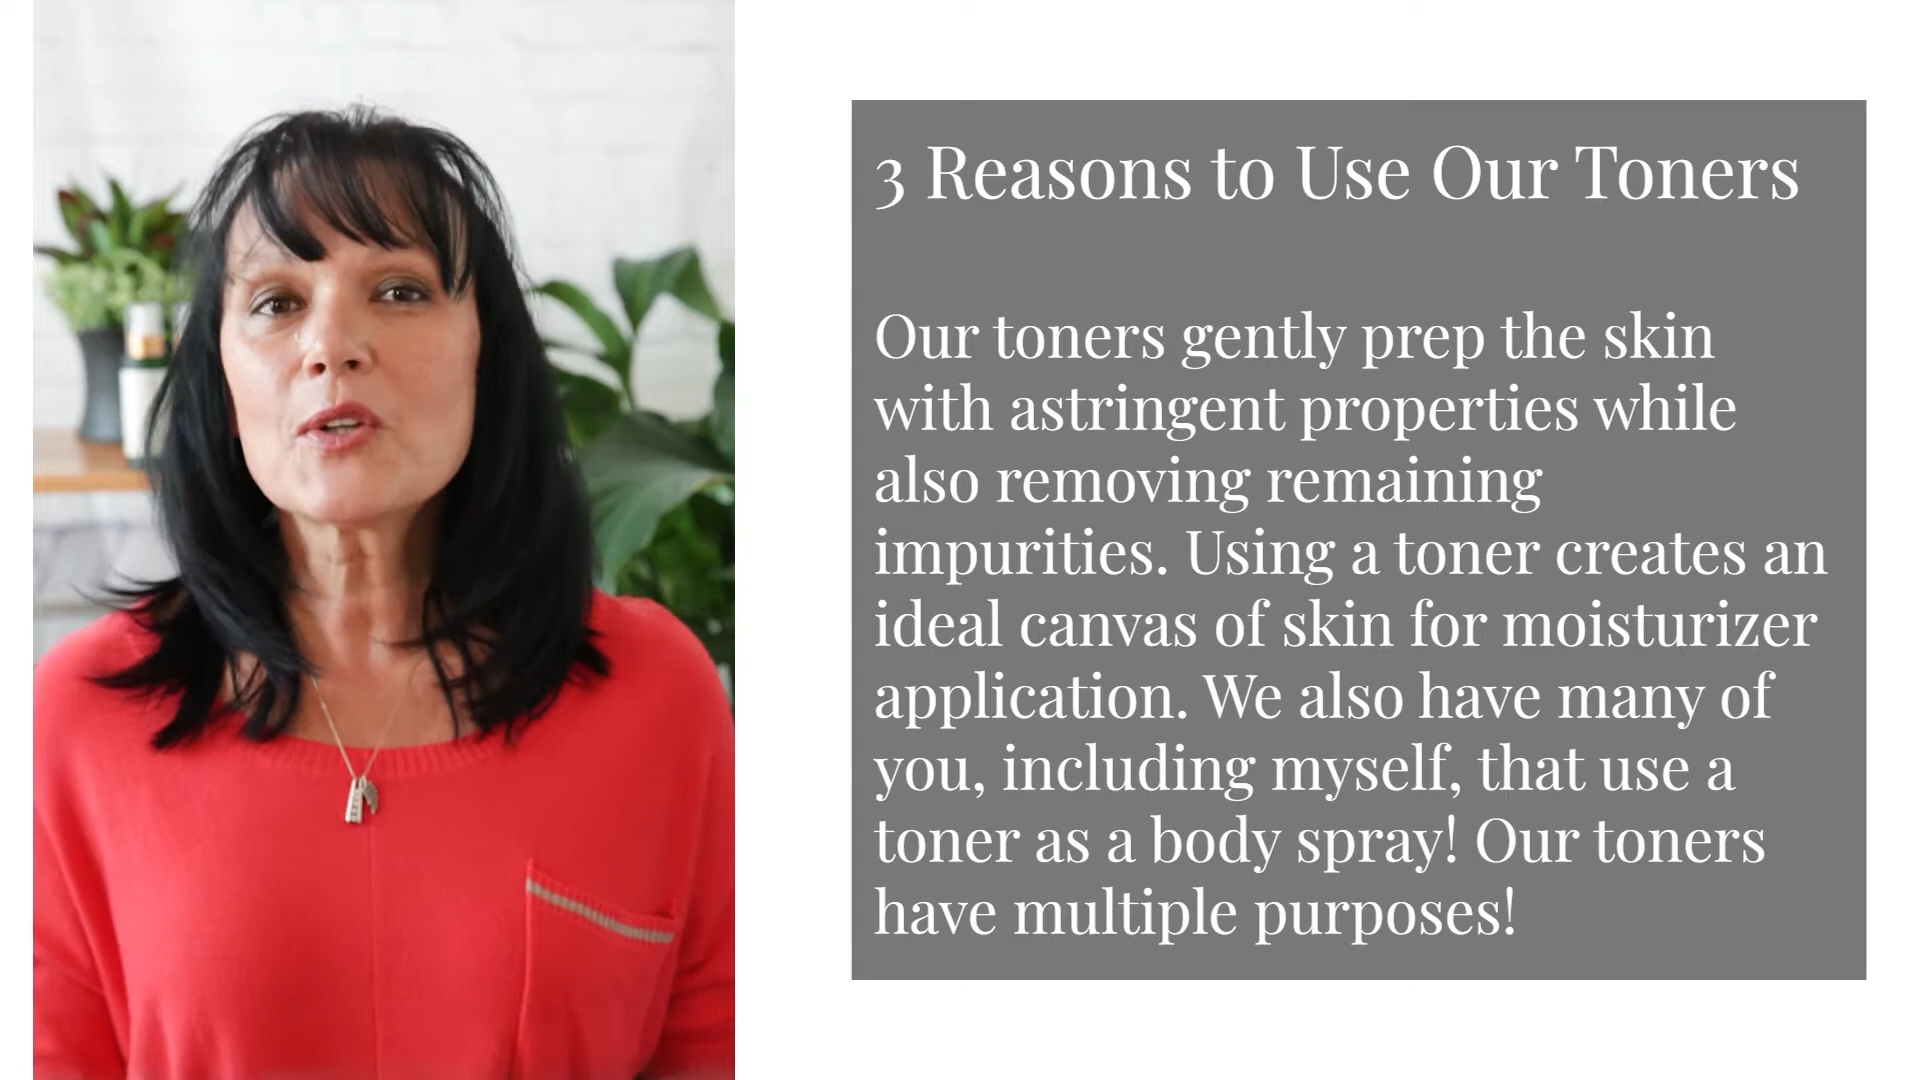 3 Reasons to Use Our Toners
Our toners gently prep the skin
with astringent properties while
also removing remaining
impurities. Using a toner creates an
ideal canvas of skin for moisturizer
application. We also have many of
you, including myself, that use a
toner as a body spray! Our toners
have multiple purposes!